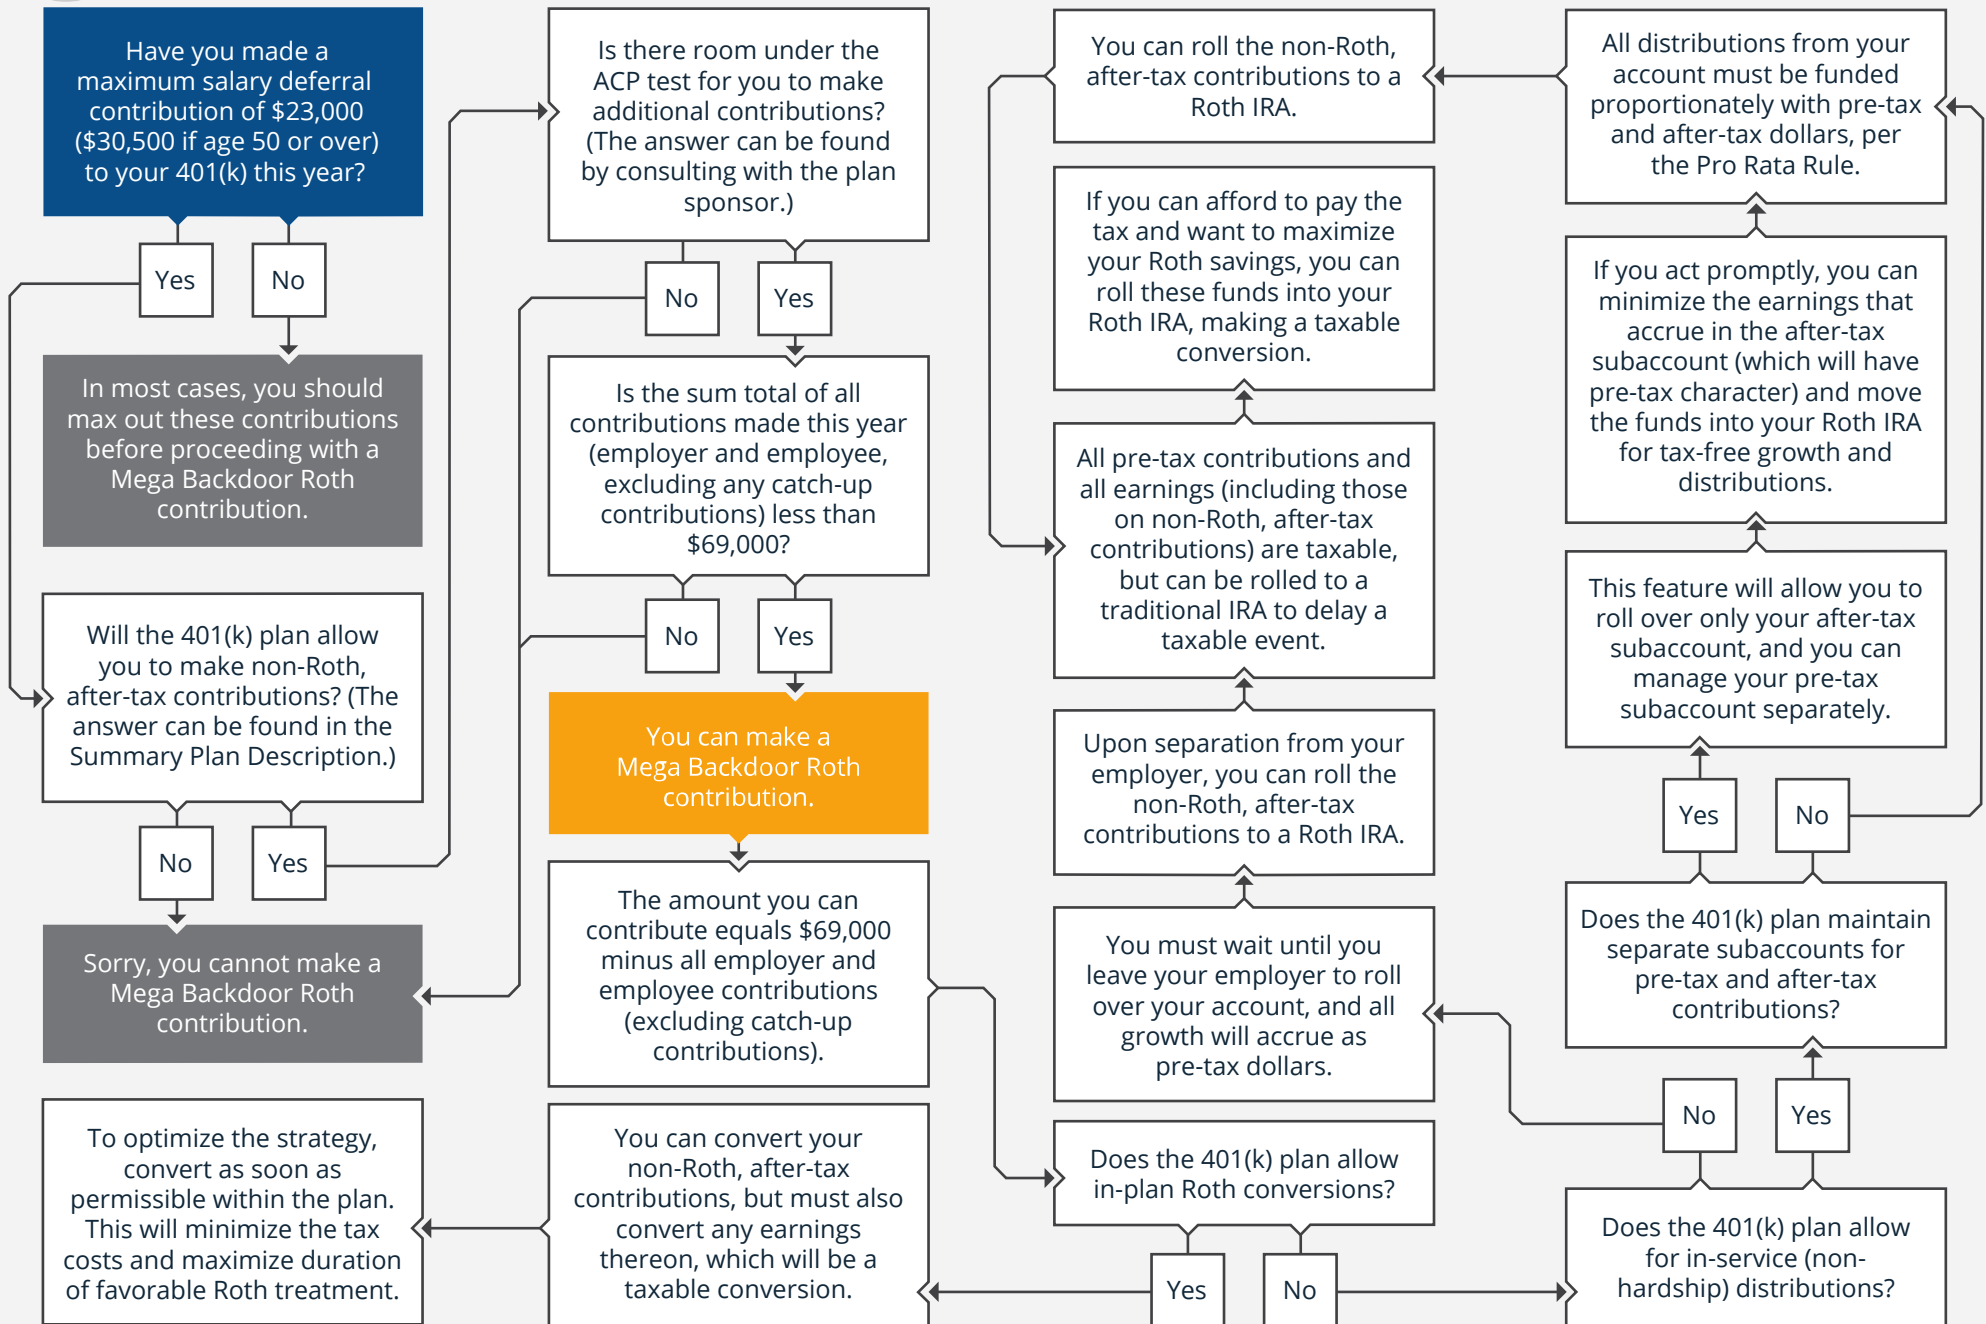 Have you made a
maximum salary deferral
contribution of $23,000
($30,500 if age 50 or over)
to your 401(k) this year?
Yes
No
In most cases, you should
max out these contributions
before proceeding with a
Mega Backdoor Roth
contribution.
Will the 401(k) plan allow
you to make non-Roth,
after-tax contributions? (The
answer can be found in the
Summary Plan Description.)
No
Yes
Sorry, you cannot make a
Mega Backdoor Roth
contribution.
Is there room under the
ACP test for you to make
additional contributions?
(The answer can be found
by consulting with the plan
sponsor.)
No
Yes
Is the sum total of all
contributions made this year
(employer and employee,
excluding any catch-up
contributions) less than
$69,000?
No
Yes
You can make a
Mega Backdoor Roth
contribution.
The amount you can
contribute equals $69,000
minus all employer and
employee contributions
(excluding catch-up
contributions).
Does the 401(k) plan allow
in-plan Roth conversions?
Yes
No
You can convert your
non-Roth, after-tax
contributions, but must also
convert any earnings
thereon, which will be a
taxable conversion.
To optimize the strategy,
convert as soon as
permissible within the plan.
This will minimize the tax
costs and maximize duration
of favorable Roth treatment.
Does the 401(k) plan allow
for in-service (non-
hardship) distributions?
No
Yes
You must wait until you
leave your employer to roll
over your account, and all
growth will accrue as
pre-tax dollars.
Upon separation from your
employer, you can roll the
non-Roth, after-tax
contributions to a Roth IRA.
All pre-tax contributions and
all earnings (including those
on non-Roth, after-tax
contributions) are taxable,
but can be rolled to a
traditional IRA to delay a
taxable event.
If you can afford to pay the
tax and want to maximize
your Roth savings, you can
roll these funds into your
Roth IRA, making a taxable
conversion.
Does the 401(k) plan maintain
separate subaccounts for
pre-tax and after-tax
contributions?
Yes
No
This feature will allow you to
roll over only your after-tax
subaccount, and you can
manage your pre-tax
subaccount separately.
If you act promptly, you can
minimize the earnings that
accrue in the after-tax
subaccount (which will have
pre-tax character) and move
the funds into your Roth IRA
for tax-free growth and
distributions.
All distributions from your
account must be funded
proportionately with pre-tax
and after-tax dollars, per
the Pro Rata Rule.
You can roll the non-Roth,
after-tax contributions to a
Roth IRA.